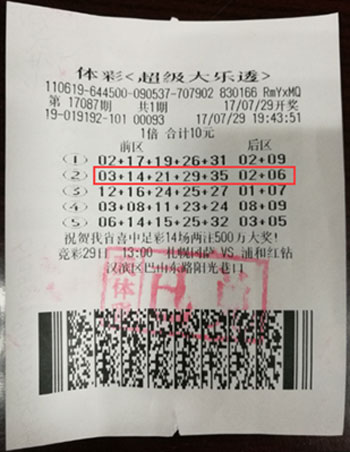 体彩<超级大乐透>
110619-644500-090537-707902 830166 RmYxMQ
第 17087期 共1期 17/07/29开奖
19-019192-101 00093 17/07/29 19:43:51
1倍 合计10元
前区 后区
① 02+17+19+26+31 02+09
② 03+14+21+29+35 02+06
③ 12+16+24+25+27 01+07
④ 03+08+11+23+24 08+09
⑤ 06+14+15+25+32 03+05
祝贺我省喜中足彩14场两注500万大奖!
竞彩29日 13:00 札幌冈萨 VS 浦和红钻
汉滨区巴山东路阳光巷口
体彩